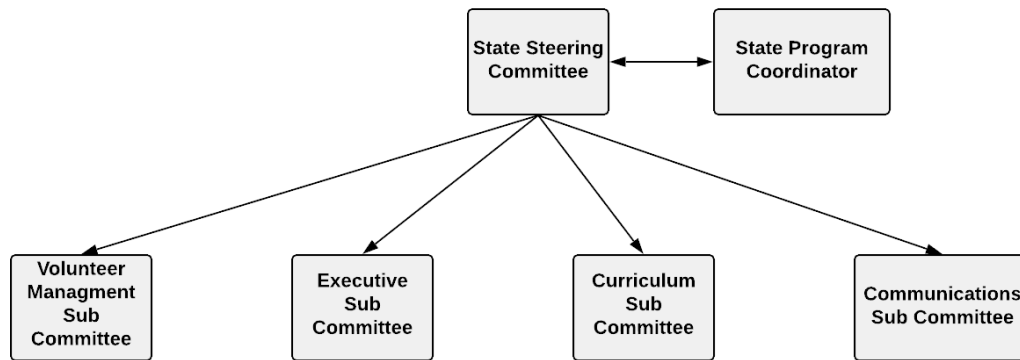 State Steering
Committee
State Program
Coordinator
Volunteer
Managment
Sub
Committee
Executive
Sub
Committee
Curriculum
Sub
Committee
Communications
Sub Committee